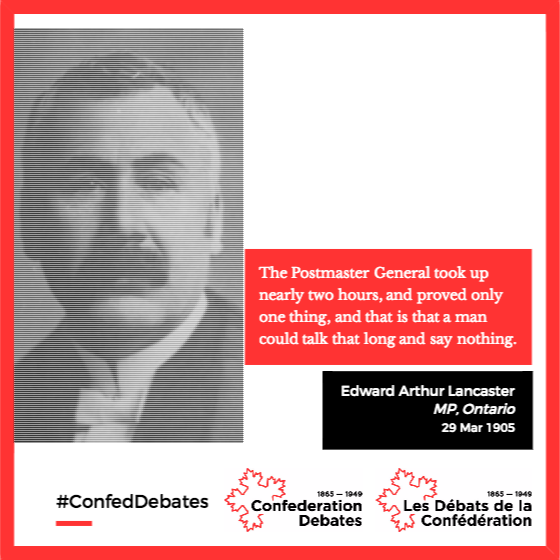 The Postmaster General took up
nearly two hours, and proved only
one thing, and that is that a man
could talk that long and say nothing.
Edward Arthur Lancaster
MP, Ontario
29 Mar 1905
#ConfedDebates
1865 — 1949
Confederation
Debates
1865 — 1949
Les Débats de la
Confédération